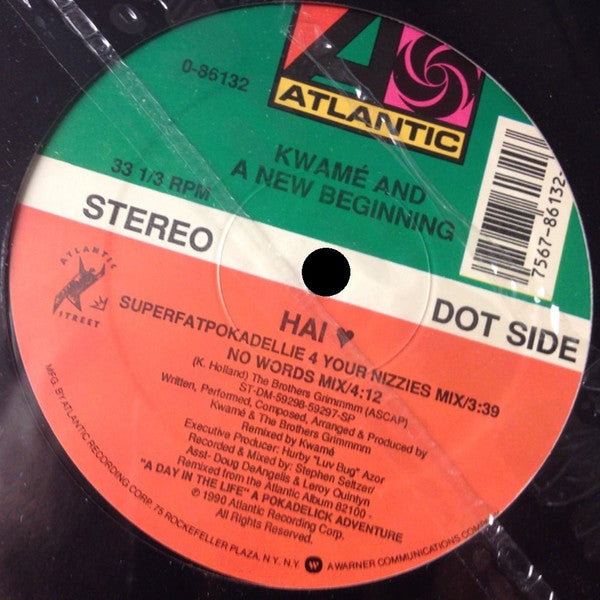 0-86132
ATLANTIC
KWAMÉ AND
A NEW BEGINNING
33 1/3 RPM
STEREO
7567-86132-
DOT SIDE
ATLANTIC
STREET
HAI ♥
SUPERFATPOKADELLIE 4 YOUR NIZZIES MIX/3:39
NO WORDS MIX/4:12
(K. Holland) The Brothers Grimmmm (ASCAP)
ST-DM-59298-59297-SP
Written, Performed, Composed, Arranged & Produced by
Kwamé & The Brothers Grimmmm
Remixed by Kwamé
Executive Producer: Hurby "Luv Bug" Azor
Recorded & Mixed by: Stephen Seltzer/
Asst- Doug DeAngelis & Leroy Quintyn
Remixed from the Atlantic Album 82100 -
"A DAY IN THE LIFE" A POKADELICK ADVENTURE
℗ 1990 Atlantic Recording Corp.
All Rights Reserved.
MFG. BY ATLANTIC RECORDING CORP. 75 ROCKEFELLER PLAZA, N.Y. N.Y. A WARNER COMMUNICATIONS COM